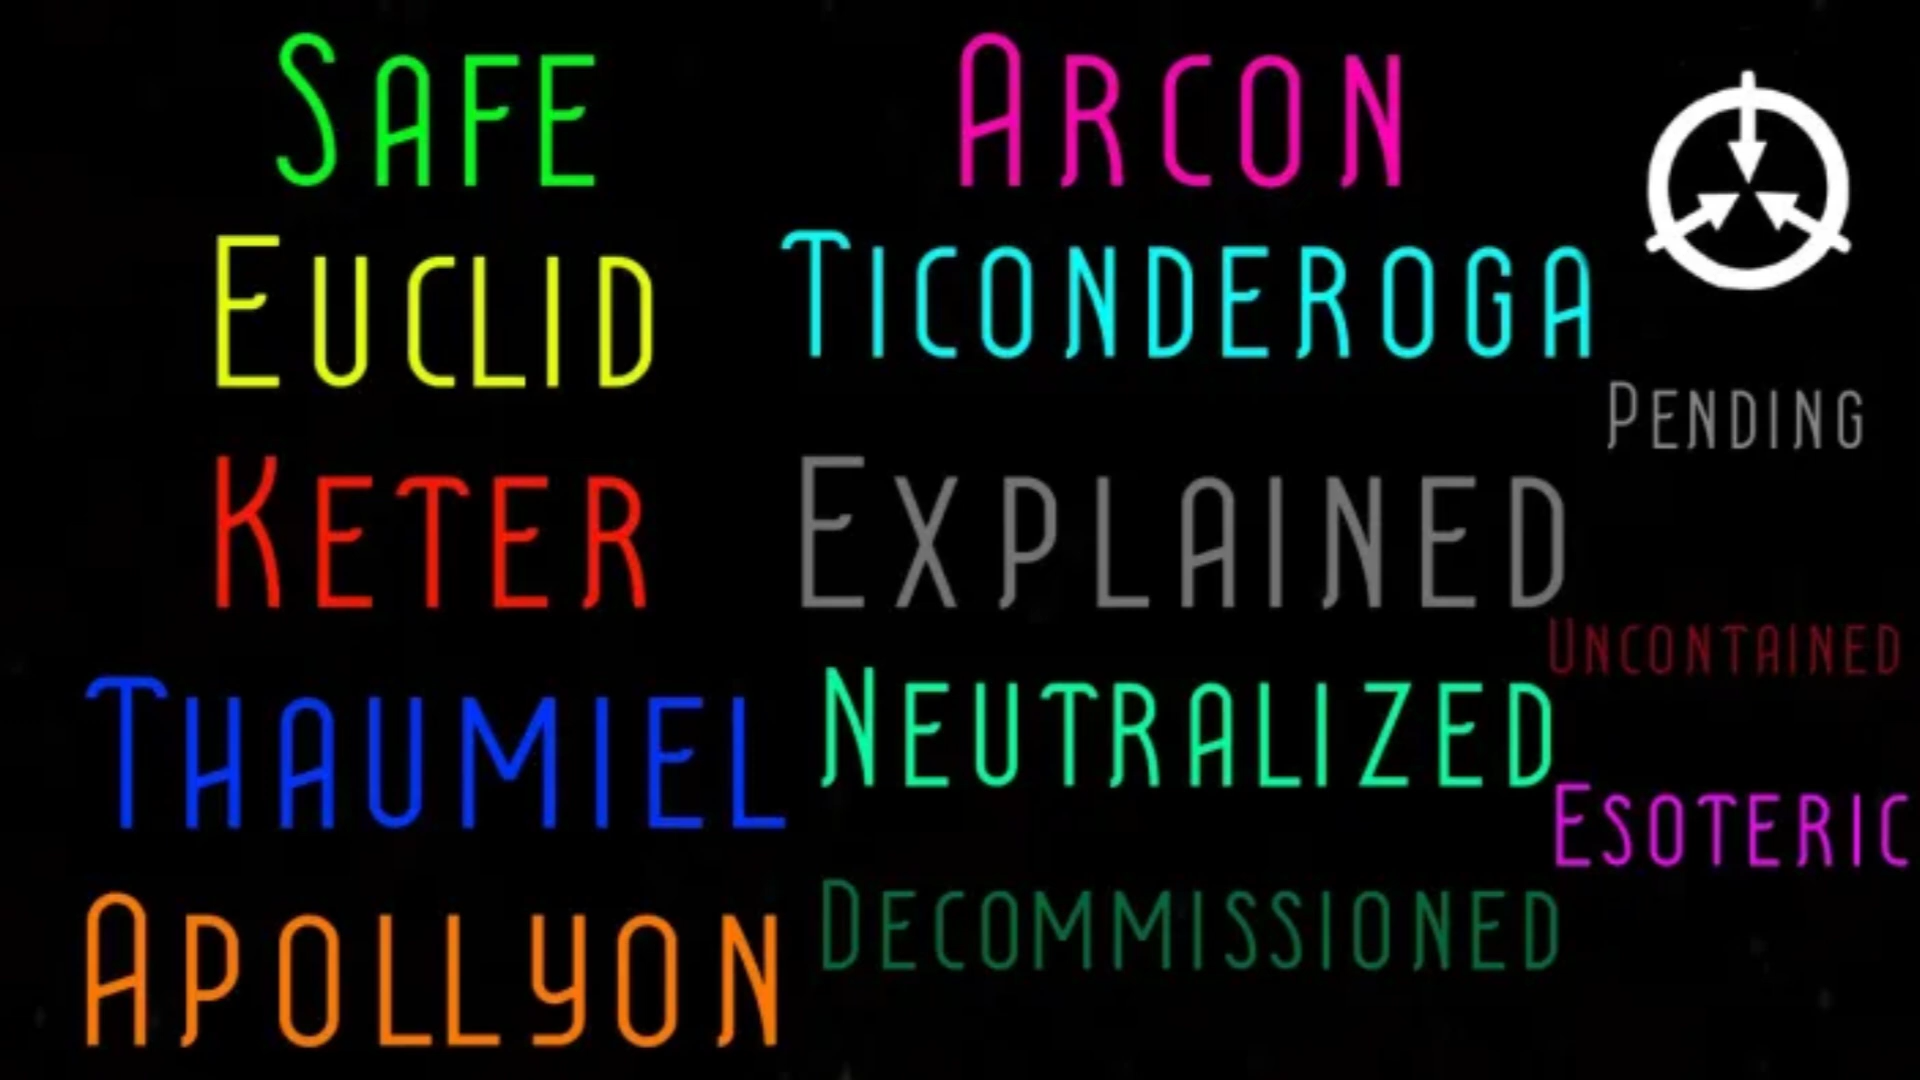 Safe
Euclid
Keter
Thaumiel
Apollyon
Arcon
Ticonderoga
Explained
Neutralized
Decommissioned
Pending
Uncontained
Esoteric